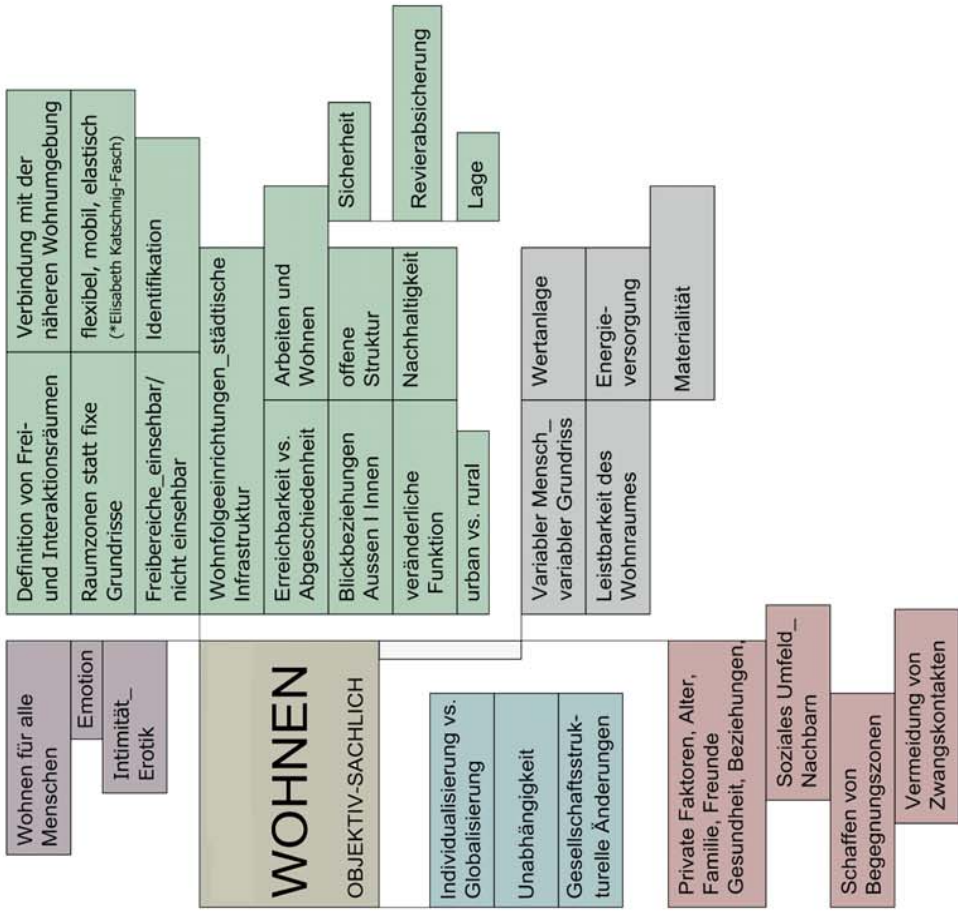 Wohnen für alle
Menschen
Emotion
Intimität_
Erotik
WOHNEN
OBJEKTIV-SACHLICH
Individualisierung vs.
Globalisierung
Unabhängigkeit
Gesellschaftsstruk-
turelle Änderungen
Private Faktoren, Alter,
Familie, Freunde
Gesundheit, Beziehungen,
Soziales Umfeld_
Nachbarn
Schaffen von
Begegnungszonen
Vermeidung von
Zwangskontakten
Definition von Frei-
und Interaktionsräumen
Verbindung mit der
näheren Wohnumgebung
Raumzonen statt fixe
Grundrisse
flexibel, mobil, elastisch
(*Elisabeth Katschnig-Fasch)
Freibereiche_einsehbar/
nicht einsehbar
Identifikation
Wohnfolgeeinrichtungen_städtische
Infrastruktur
Erreichbarkeit vs.
Abgeschiedenheit
Arbeiten und
Wohnen
Blickbeziehungen
Aussen I Innen
offene
Struktur
Sicherheit
veränderliche
Funktion
Nachhaltigkeit
Revierabsicherung
urban vs. rural
Lage
Variabler Mensch_
variabler Grundriss
Wertanlage
Leistbarkeit des
Wohnraumes
Energie-
versorgung
Materialität